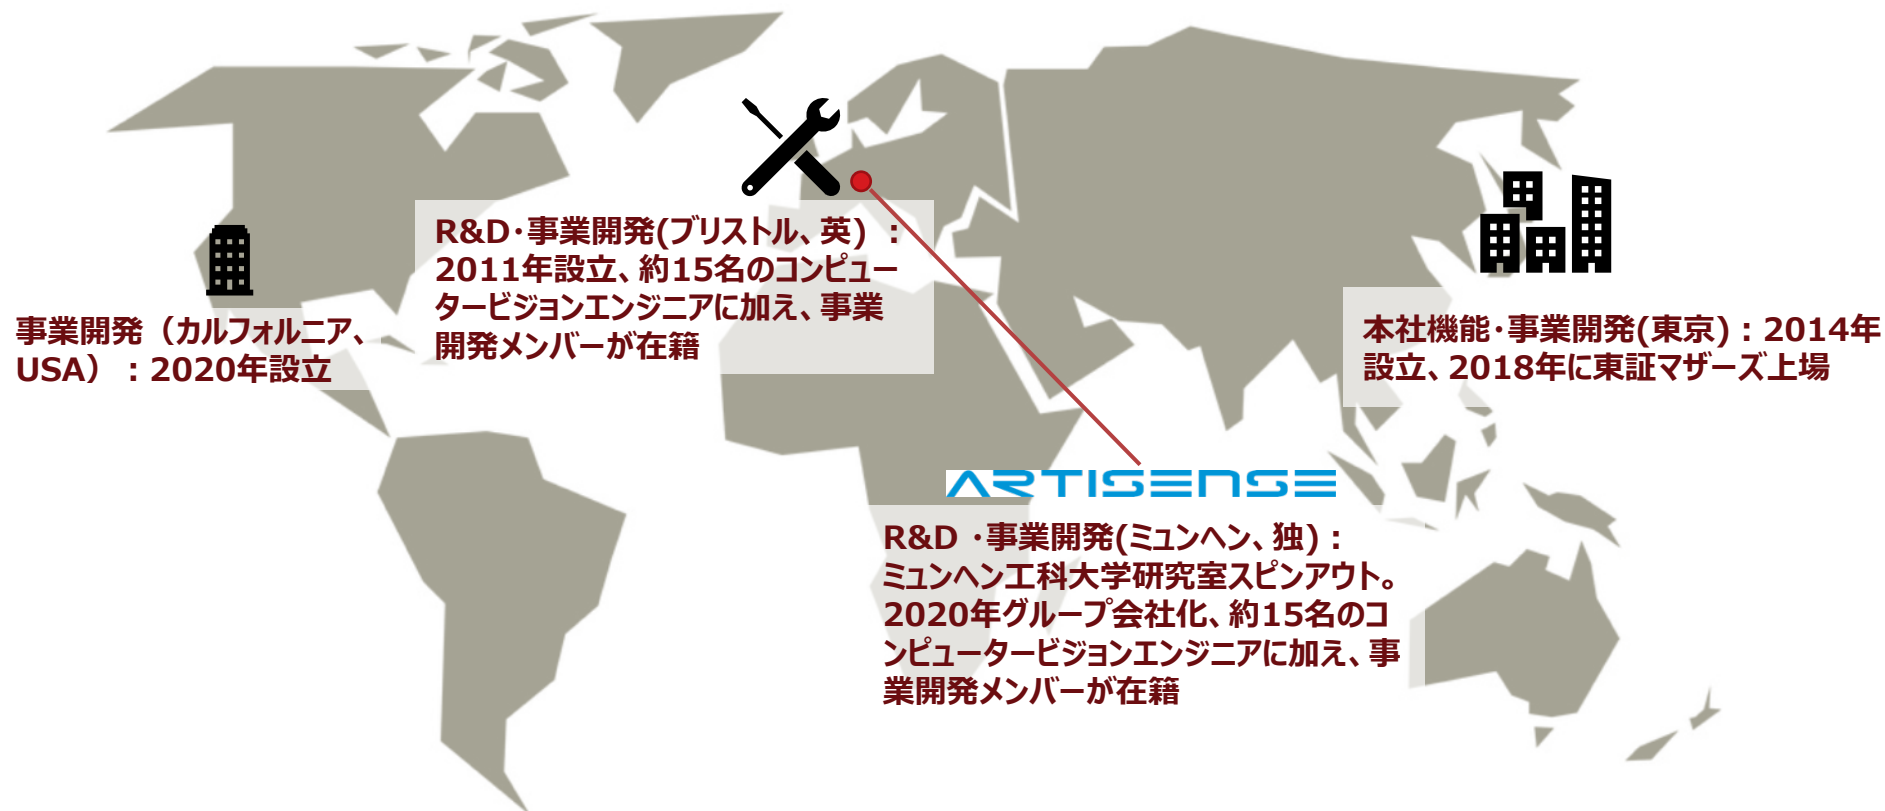 R&D・事業開発(ブリストル、英）：
2011年設立、約15名のコンピュー
タービジョンエンジニアに加え、事業
開発メンバーが在籍
事業開発（カルフォルニア、
USA）：2020年設立
本社機能・事業開発(東京)：2014年
設立、2018年に東証マザーズ上場
ARTISENSE
R&D ・事業開発(ミュンヘン、独)：
ミュンヘン工科大学研究室スピンアウト。
2020年グループ会社化、約15名のコ
ンピュータービジョンエンジニアに加え、事
業開発メンバーが在籍